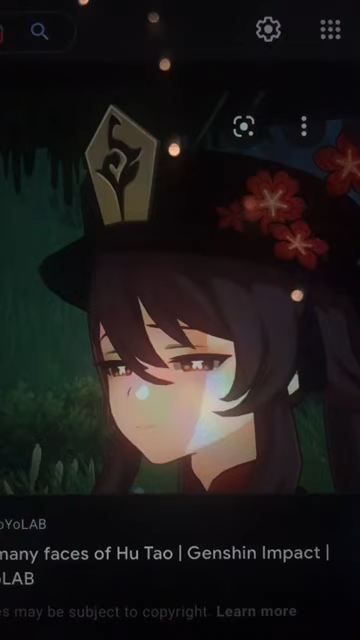 oYoLAB
many faces of Hu Tao | Genshin Impact |
oLAB
es may be subject to copyright. Learn more